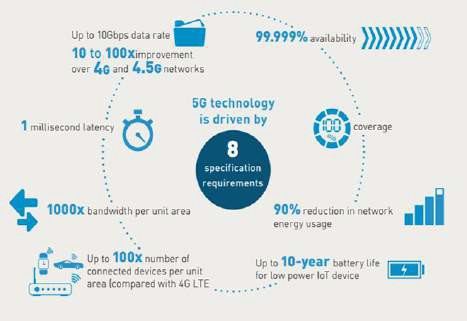 Up to 10Gbps data rate
10 to 100x improvement
over 4G and 4.5G networks
99.999% availability
5G technology
is driven by
8
specification
requirements
1 millisecond latency
100
%
coverage
1000x bandwidth per unit area
90% reduction in network
energy usage
Up to 100x number of
connected devices per unit
area (compared with 4G LTE
Up to 10-year battery life
for low power IoT device